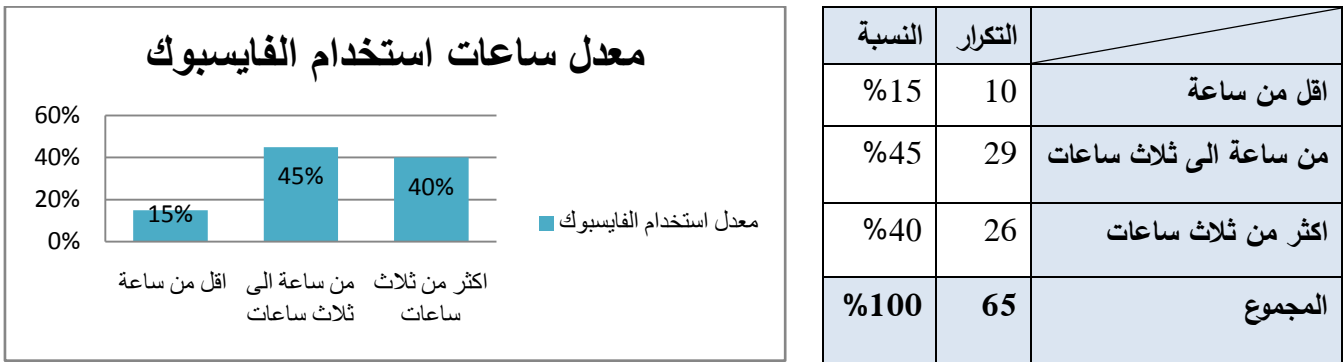 معدل ساعات استخدام الفايسبوك
60%
40%
20%
0%
15%
45%
40%
اقل من ساعة
من ساعة الى
ثلاث ساعات
اكثر من ثلاث
ساعات
معدل استخدام الفايسبوك
التكرار النسبة
اقل من ساعة 10 %15
من ساعة الى ثلاث ساعات 29 %45
اكثر من ثلاث ساعات 26 %40
المجموع 65 %100